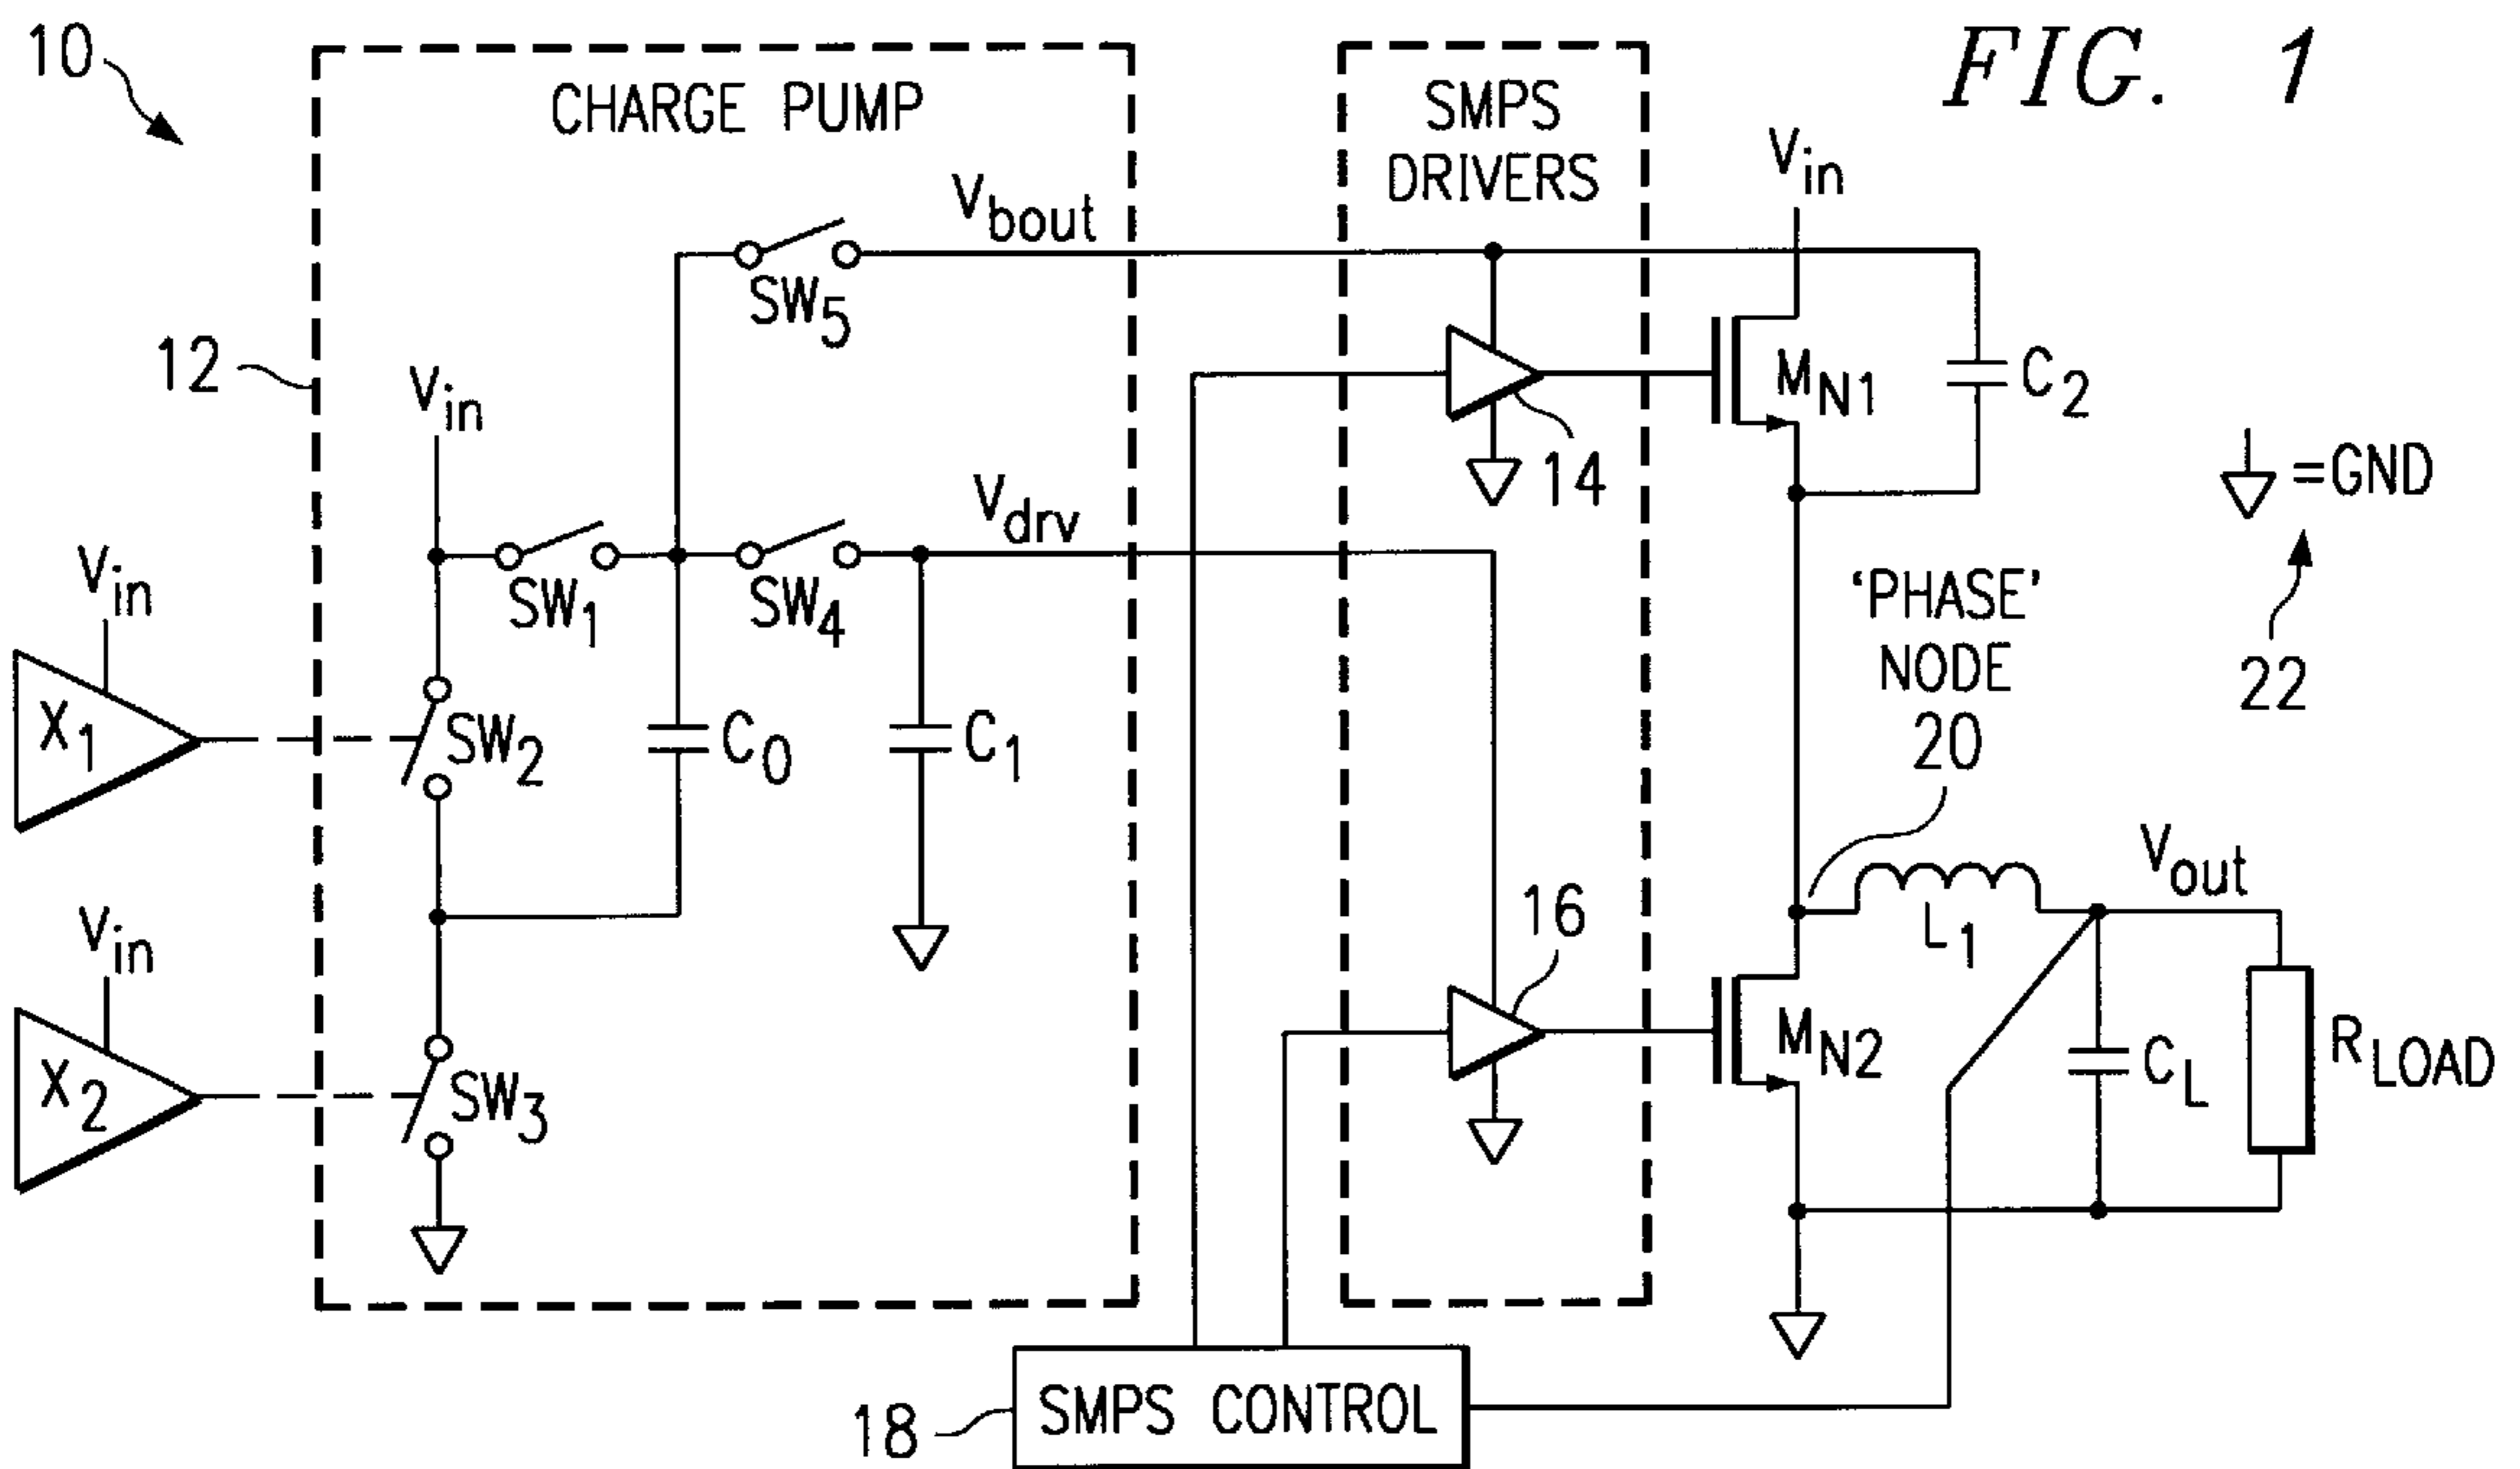 10
FIG. 1
CHARGE PUMP
SMPS
DRIVERS
Vin
Vbout
SW5
12
Vin
MN1
C2
14
=GND
Vdrv
Vin
SW1
SW4
'PHASE'
NODE
20
22
X1
SW2
C0
C1
Vout
16
L1
Vin
X2
SW3
MN2
CL
RLOAD
SMPS CONTROL
18